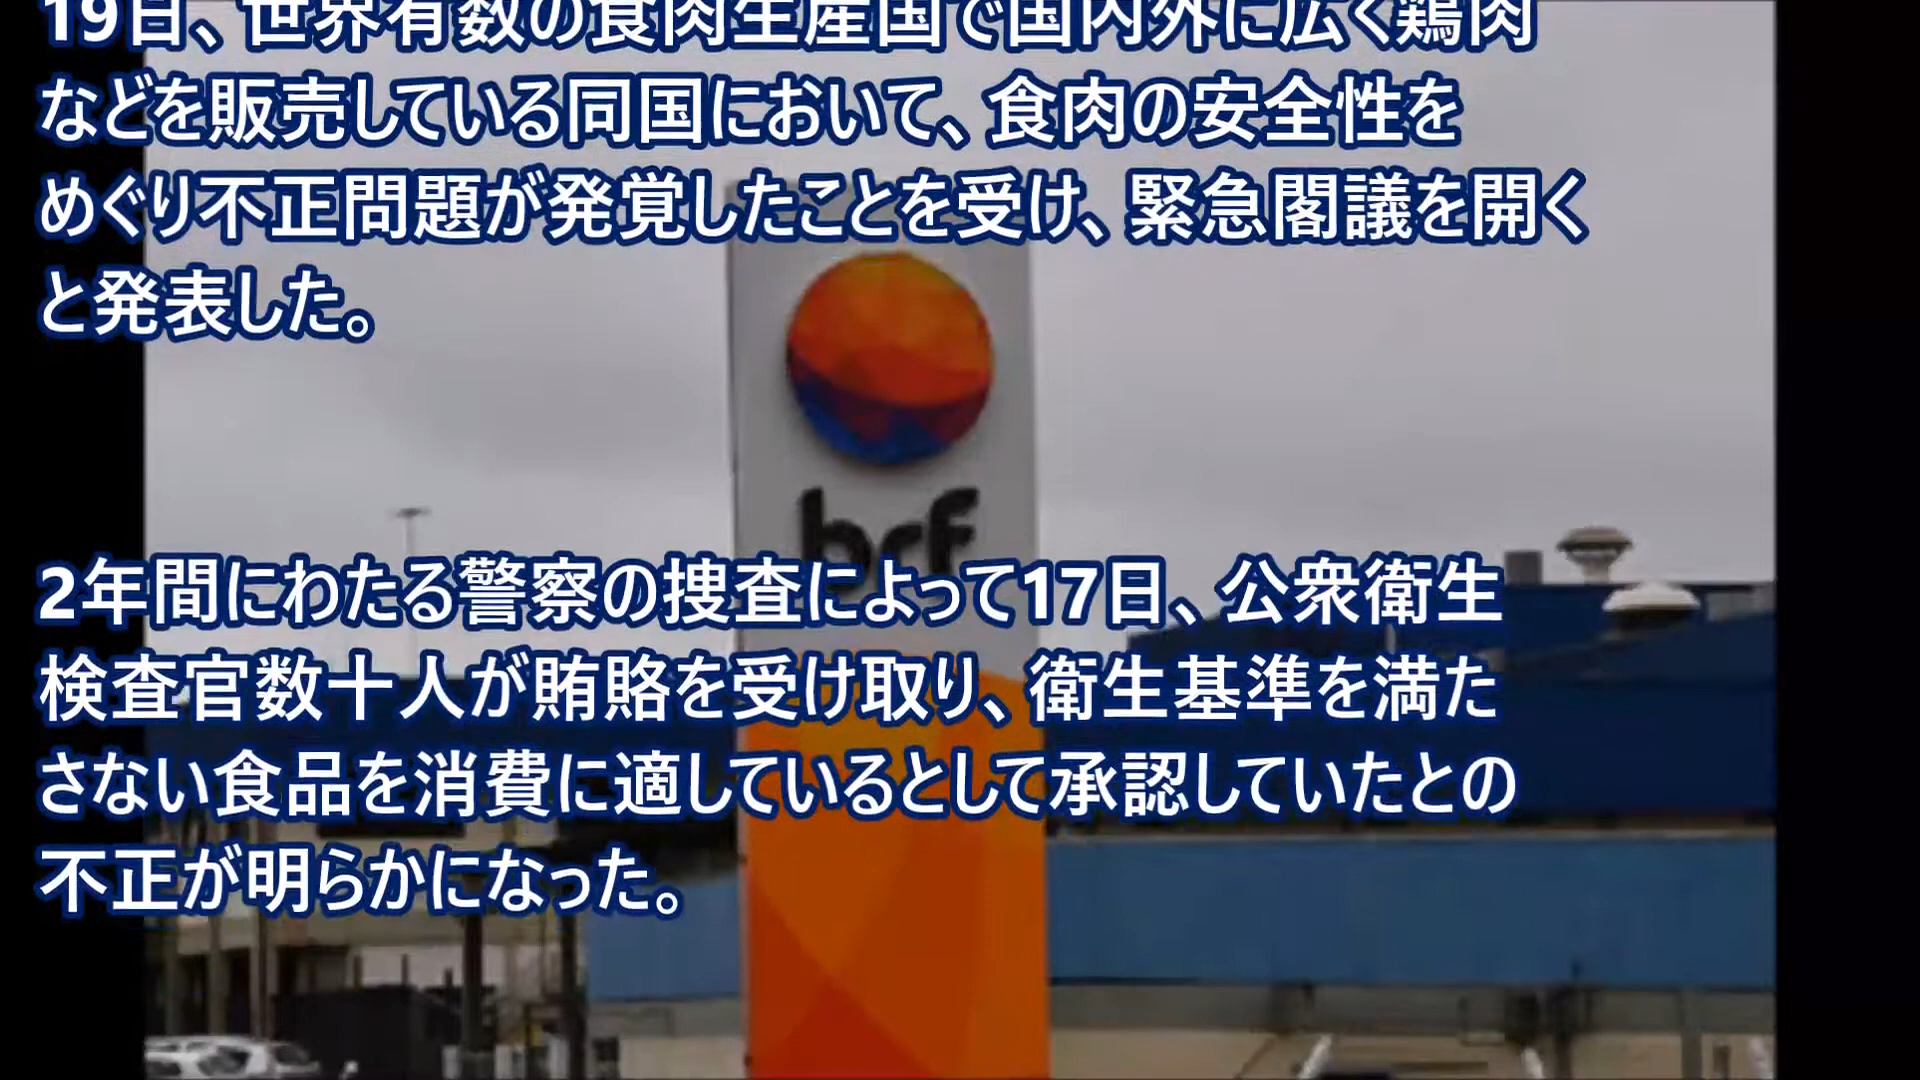 19日、世界有数の食肉生産国で国内外に広く鶏肉
などを販売している同国において、食肉の安全性を
めぐり不正問題が発覚したことを受け、緊急閣議を開く
と発表した。
brf
2年間にわたる警察の捜査によって17日、公衆衛生
検査官数十人が賄賂を受け取り、衛生基準を満た
さない食品を消費に適しているとして承認していたとの
不正が明らかになった。